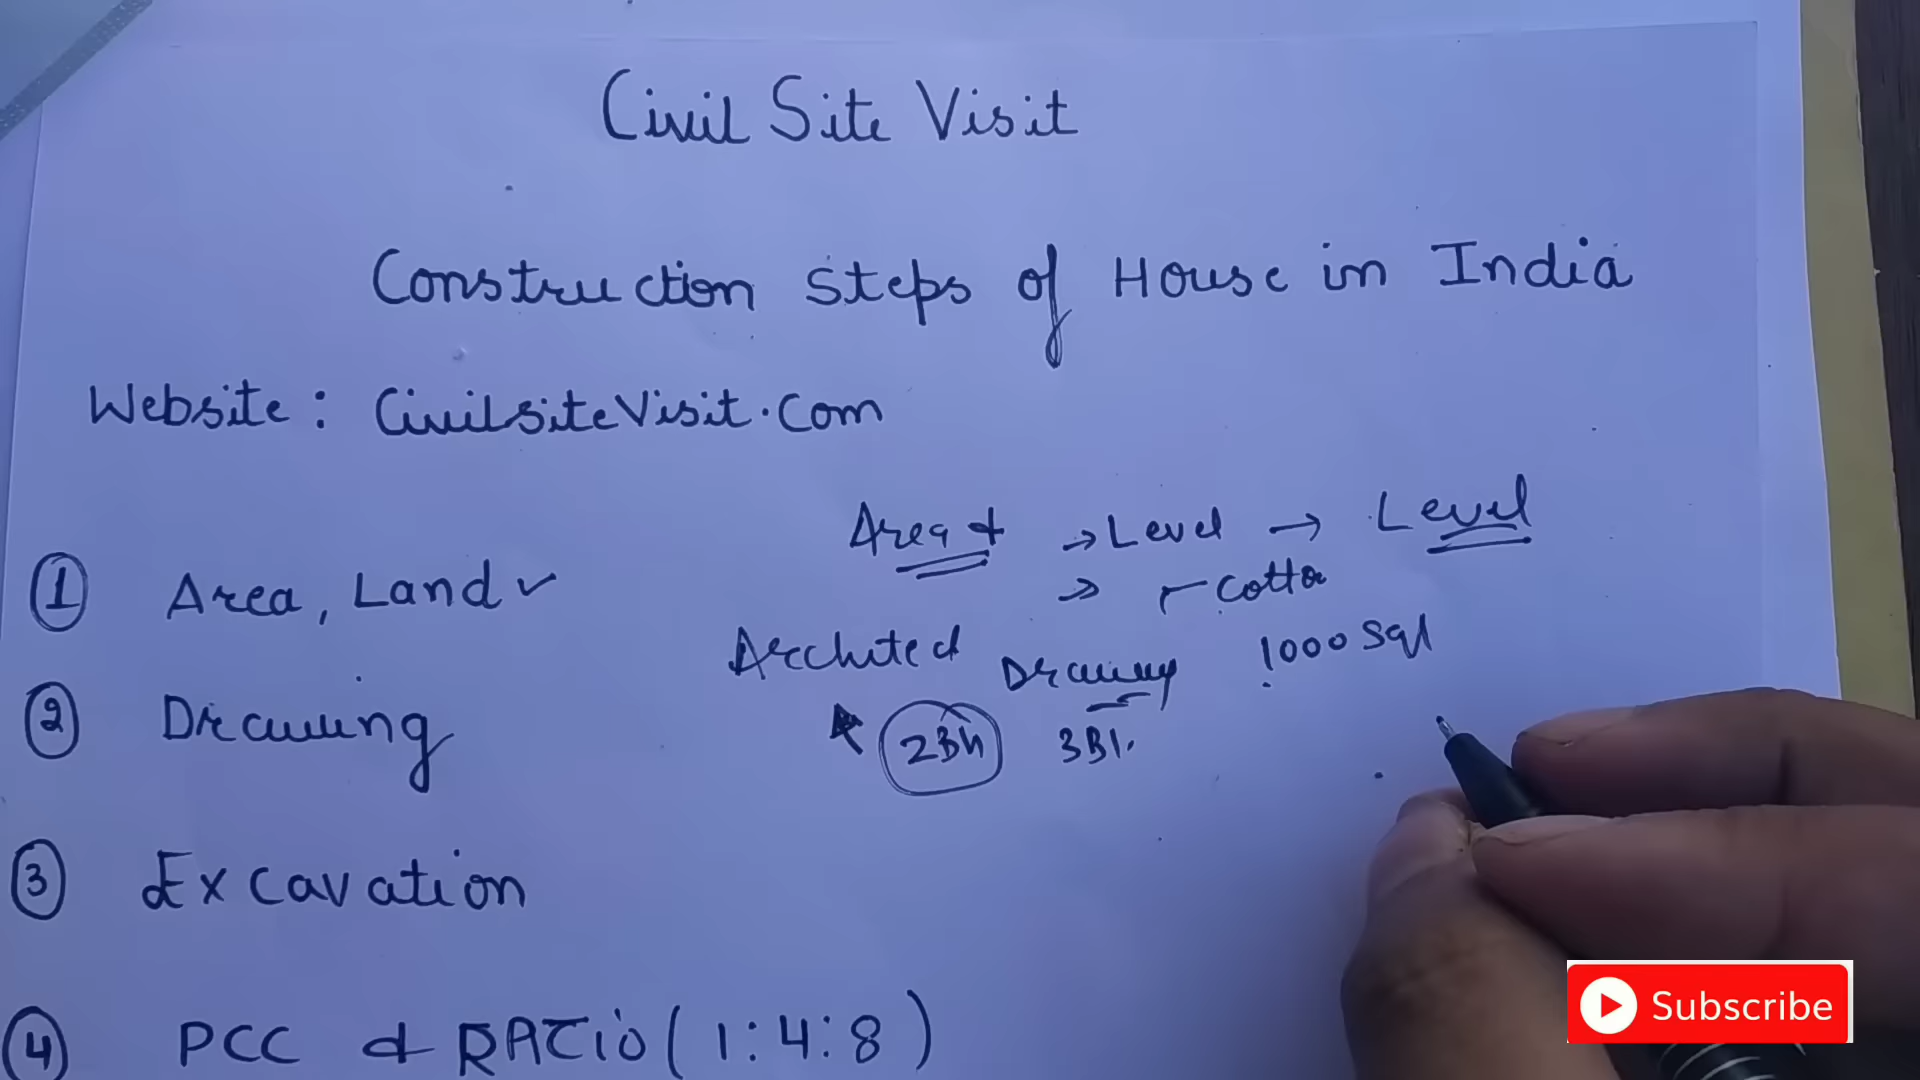 Civil Site Visit
Construction Steps of House in India
Website: CivilsiteVisit.Com
Area & → Level → Level
① Area, Land ✓
→ Cotta
Architect Drawing 1000 Sqf
② Drawing
2BH 3B
③ Excavation
④ PCC & RATiO (1:4:8)
Subscribe